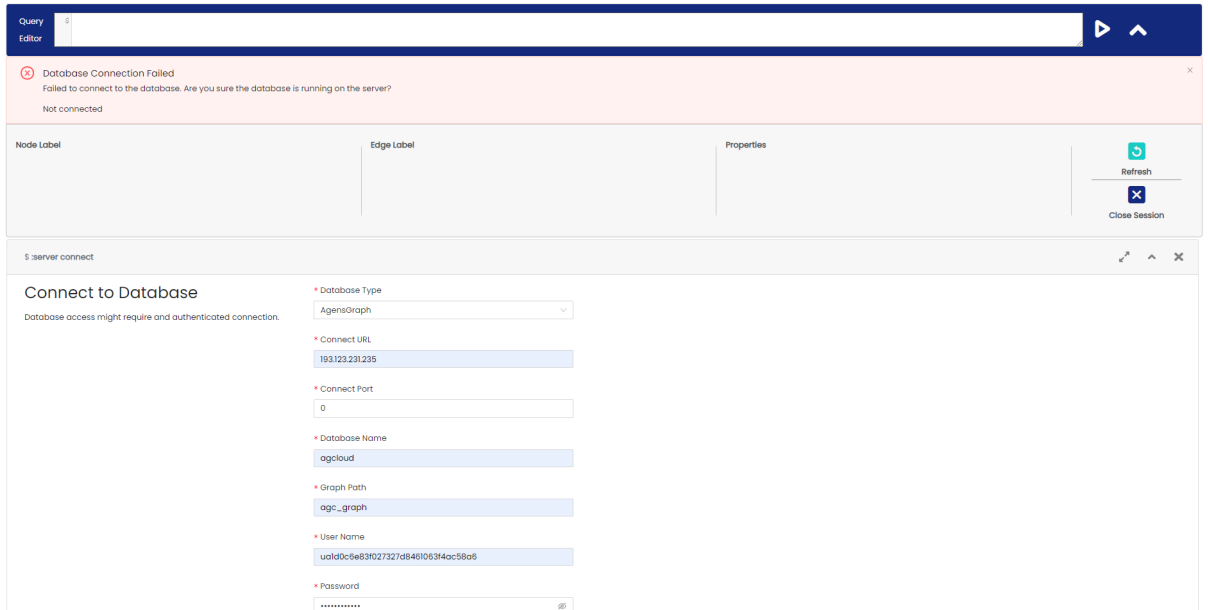 Query
Editor
$
Database Connection Failed
Failed to connect to the database. Are you sure the database is running on the server?
Not connected
Node Label
Edge Label
Properties
Refresh
Close Session
$ :server connect
Connect to Database
Database access might require and authenticated connection.
* Database Type
AgensGraph
* Connect URL
193.123.231.235
* Connect Port
0
* Database Name
agcloud
* Graph Path
agc_graph
* User Name
ua1d0c6e83f027327d8461063f4ac58a6
* Password
••••••••••••